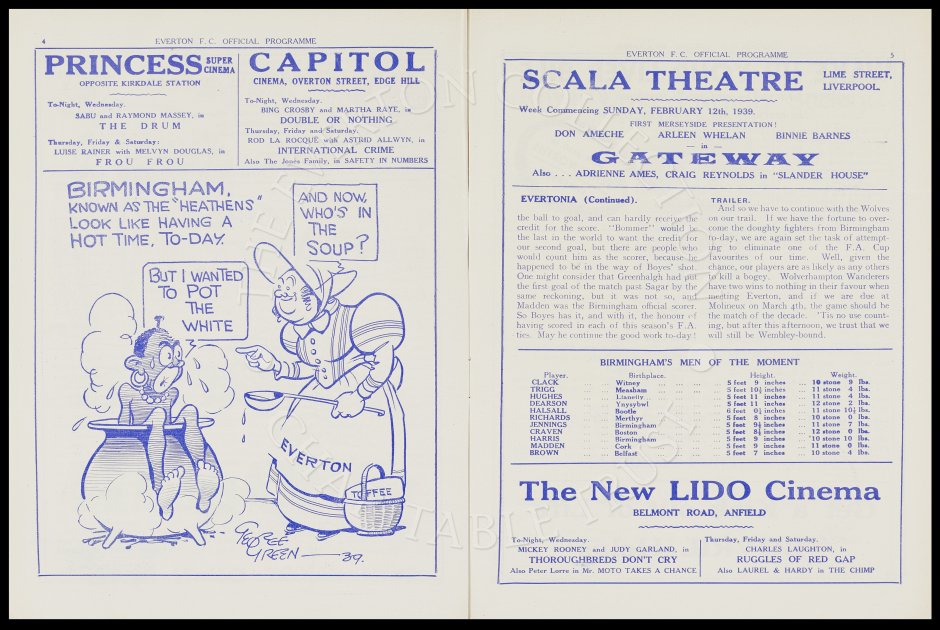 4
EVERTON F. C. OFFICIAL PROGRAMME
PRINCESS SUPER CINEMA
OPPOSITE KIRKDALE STATION
To-Night, Wednesday.
SABU and RAYMOND MASSEY, in
THE DRUM
Thursday, Friday & Saturday:
LUISE RAINER with MELVYN DOUGLAS, in
FROU FROU
CAPITOL
CINEMA, OVERTON STREET, EDGE HILL
To-Night, Wednesday.
BING CROSBY and MARTHA RAYE, in
DOUBLE OR NOTHING
Thursday, Friday and Saturday.
ROD LA ROCQUE with ASTRID ALLWYN, in
INTERNATIONAL CRIME
Also The Jones Family, in SAFETY IN NUMBERS
BIRMINGHAM,
KNOWN AS THE "HEATHENS"
LOOK LIKE HAVING A
HOT TIME, TO-DAY.
AND NOW,
WHO'S IN
THE
SOUP?
BUT I WANTED
TO POT
THE
WHITE
EVERTON
TOFFEE
GEORGE
GREEN — 39.
EVERTON F. C. OFFICIAL PROGRAMME
5
SCALA THEATRE
LIME STREET,
LIVERPOOL.
Week Commencing SUNDAY, FEBRUARY 12th, 1939.
FIRST MERSEYSIDE PRESENTATION!
DON AMECHE ARLEEN WHELAN BINNIE BARNES
— in —
GATEWAY
Also . . . ADRIENNE AMES, CRAIG REYNOLDS in "SLANDER HOUSE"
EVERTONIA (Continued).
the ball to goal, and can hardly receive the
credit for the score. "Bommer" would be
the last in the world to want the credit for
our second goal, but there are people who
would count him as the scorer, because he
happened to be in the way of Boyes' shot.
One might consider that Greenhalgh had put
the first goal of the match past Sagar by the
same reckoning, but it was not so, and
Madden was the Birmingham official scorer.
So Boyes has it, and with it, the honour of
having scored in each of this season's F.A.
ties. May he continue the good work to-day!
TRAILER.
And so we have to continue with the Wolves
on our trail. If we have the fortune to over-
come the doughty fighters from Birmingham
to-day, we are again set the task of attempt-
ing to eliminate one of the F.A. Cup
favourites of our time. Well, given the
chance, our players are as likely as any others
to kill a bogey. Wolverhampton Wanderers
have two wins to nothing in their favour when
meeting Everton, and if we are due at
Molineux on March 4th, the game should be
the match of the decade. 'Tis no use count-
ing, but after this afternoon, we trust that we
will still be Wembley-bound.
BIRMINGHAM'S MEN OF THE MOMENT
Player. Birthplace. Height. Weight.
CLACK ... Witney ... 5 feet 9 inches ... 10 stone 9 lbs.
TRIGG ... Measham ... 5 feet 10½ inches ... 11 stone 4 lbs.
HUGHES ... Llanelly ... 5 feet 11 inches ... 11 stone 4 lbs.
DEARSON ... Ynysybwl ... 5 feet 11 inches ... 12 stone 2 lbs.
HALSALL ... Bootle ... 6 feet 0½ inches ... 11 stone 10½ lbs.
RICHARDS ... Merthyr ... 5 feet 8 inches ... 10 stone 0 lbs.
JENNINGS ... Birmingham ... 5 feet 9½ inches ... 11 stone 7 lbs.
CRAVEN ... Boston ... 5 feet 8½ inches ... 12 stone 0 lbs.
HARRIS ... Birmingham ... 5 feet 9 inches ... 10 stone 10 lbs.
MADDEN ... Cork ... 5 feet 9 inches ... 11 stone 0 lbs.
BROWN ... Belfast ... 5 feet 7 inches ... 10 stone 4 lbs.
The New LIDO Cinema
BELMONT ROAD, ANFIELD
To-Night, Wednesday.
MICKEY ROONEY and JUDY GARLAND, in
THOROUGHBREDS DON'T CRY
Also Peter Lorre in Mr. MOTO TAKES A CHANCE
Thursday, Friday and Saturday.
CHARLES LAUGHTON, in
RUGGLES OF RED GAP
Also LAUREL & HARDY in THE CHIMP